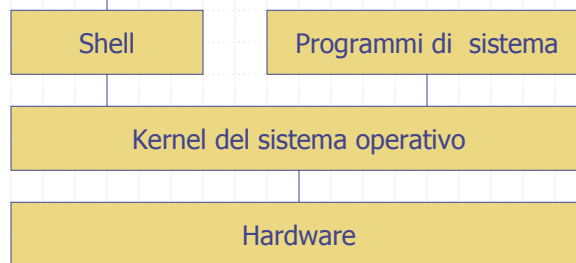 Shell
Programmi di sistema
Kernel del sistema operativo
Hardware